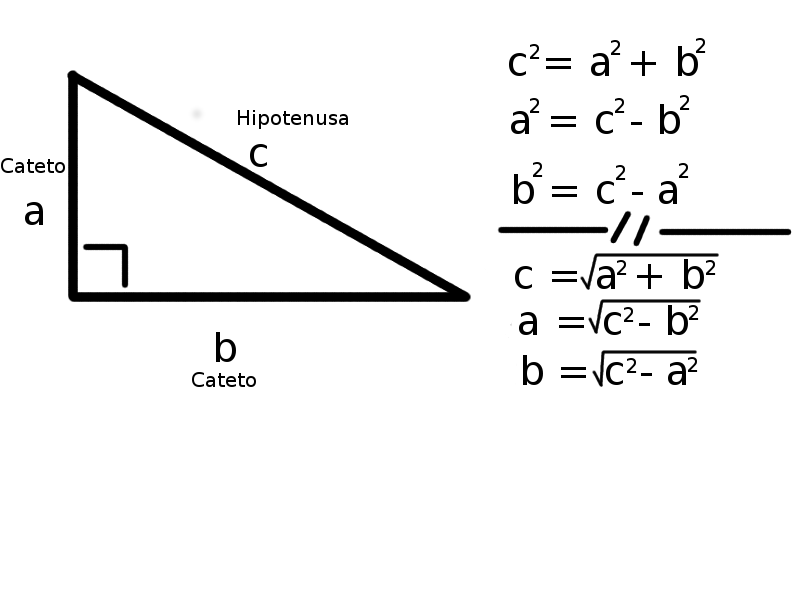 Hipotenusa
c
Cateto
a
b
Cateto
c² = a² + b²
a² = c² - b²
b² = c² - a²
c = √a² + b²
a = √c² - b²
b = √c² - a²